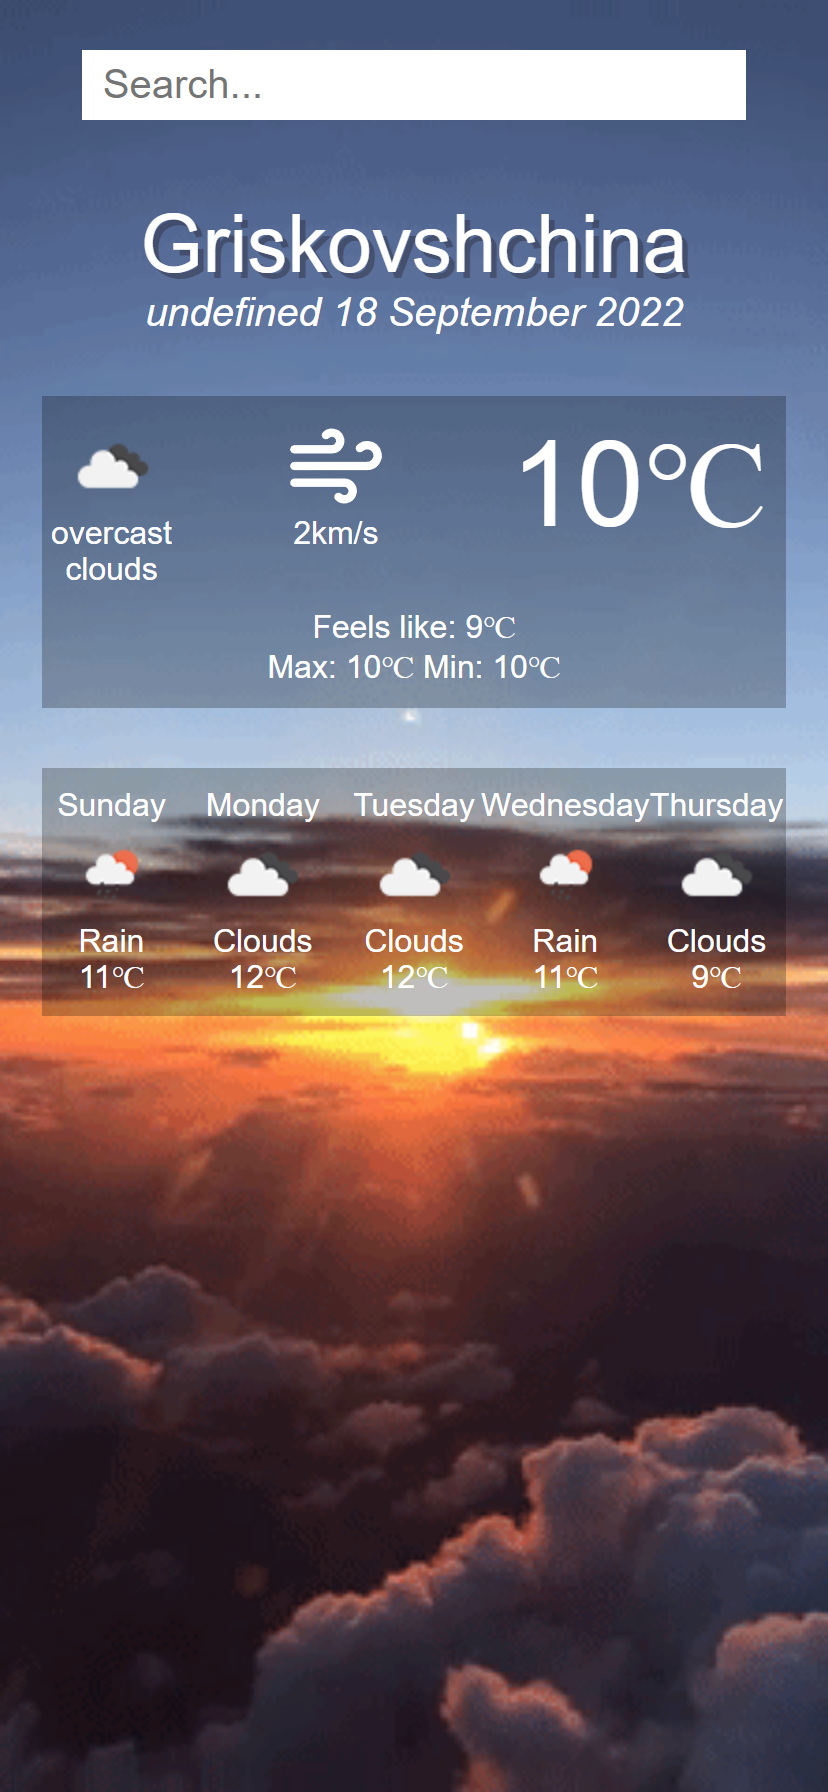 Search...
Griskovshchina
undefined 18 September 2022
overcast
clouds
2km/s
10℃
Feels like: 9℃
Max: 10℃ Min: 10℃
Sunday Monday Tuesday Wednesday Thursday
Rain Clouds Clouds Rain Clouds
11℃ 12℃ 12℃ 11℃ 9℃